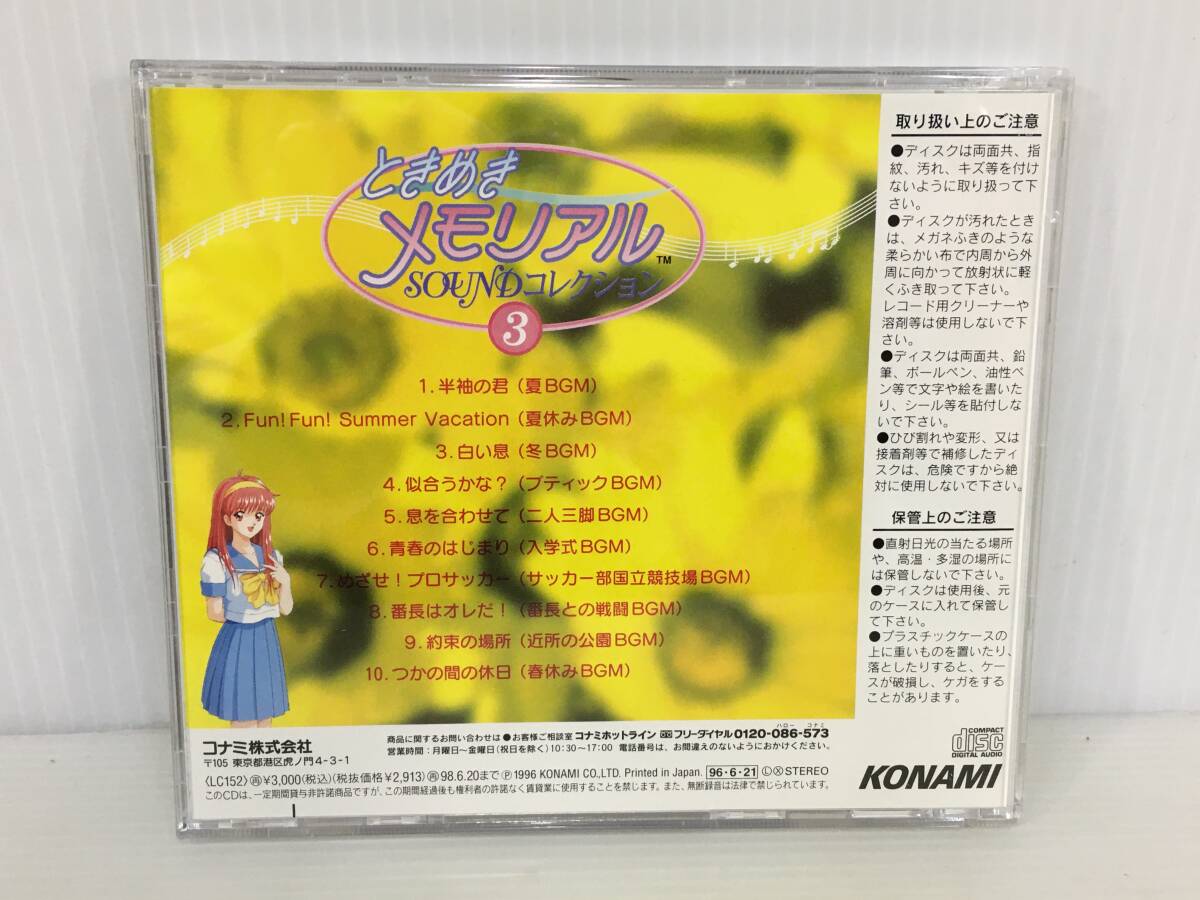 ときめき
メモリアル™
SOUNDコレクション
3
1.半袖の君（夏BGM）
2.Fun!Fun! Summer Vacation（夏休みBGM）
3.白い息（冬BGM）
4.似合うかな？（ブティックBGM）
5.息を合わせて（二人三脚BGM）
6.青春のはじまり（入学式BGM）
7.めざせ！プロサッカー（サッカー部国立競技場BGM）
8.番長はオレだ！（番長との戦闘BGM）
9.約束の場所（近所の公園BGM）
10.つかの間の休日（春休みBGM）
取り扱い上のご注意
●ディスクは両面共、指
紋、汚れ、キズ等を付け
ないように取り扱って下
さい。
●ディスクが汚れたとき
は、メガネふきのような
柔らかい布で内周から外
周に向かって放射状に軽
くふき取って下さい。
レコード用クリーナーや
溶剤等は使用しないで下
さい。
●ディスクは両面共、鉛
筆、ボールペン、油性ペ
ン等で文字や絵を書いた
り、シール等を貼付しな
いで下さい。
●ひび割れや変形、又は
接着剤等で補修したディ
スクは、危険ですから絶
対に使用しないで下さい。
保管上のご注意
●直射日光の当たる場所
や、高温・多湿の場所に
は保管しないで下さい。
●ディスクは使用後、元
のケースに入れて保管し
て下さい。
●プラスチックケースの
上に重いものを置いたり、
落としたりすると、ケー
スが破損し、ケガをする
ことがあります。
コナミ株式会社
〒105 東京都港区虎ノ門4-3-1
ハロー コナミ
商品に関するお問い合わせは●お客様ご相談室 コナミホットライン フリーダイヤル0120-086-573
営業時間：月曜日～金曜日(祝日を除く)10:30～17:00 電話番号は、お間違えのないようにおかけください。
〈LC152〉㊢¥3,000(税込)(税抜価格¥2,913)㊢98.6.20まで Ⓟ1996 KONAMI CO.,LTD. Printed in Japan. 96・6・21 ⓁⓍSTEREO
このCDは、一定期間貸与非許諾商品ですが、この期間経過後も権利者の許諾なく賃貸業に使用することを禁じます。また、無断録音は法律で禁じられています。
COMPACT
disc
DIGITAL AUDIO
KONAMI